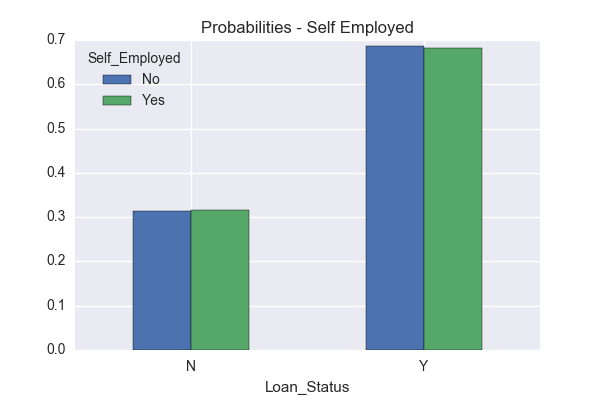 Probabilities - Self Employed
Self_Employed
No
Yes
0.7
0.6
0.5
0.4
0.3
0.2
0.1
0.0
N Y
Loan_Status